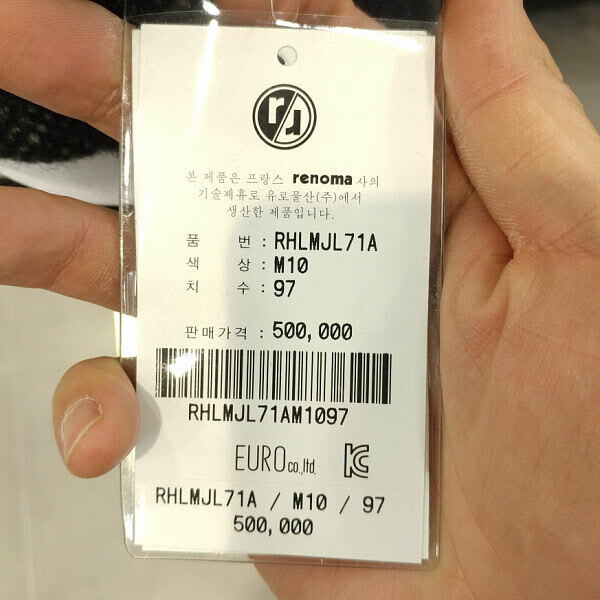 본 제품은 프랑스 renoma 사의
기술제휴로 유로물산(주)에서
생산한 제품입니다.
품 번 : RHLMJL71A
색 상 : M10
치 수 : 97
판매가격 : 500,000
RHLMJL71AM1097
EURO co.,ltd.
RHLMJL71A / M10 / 97
500,000